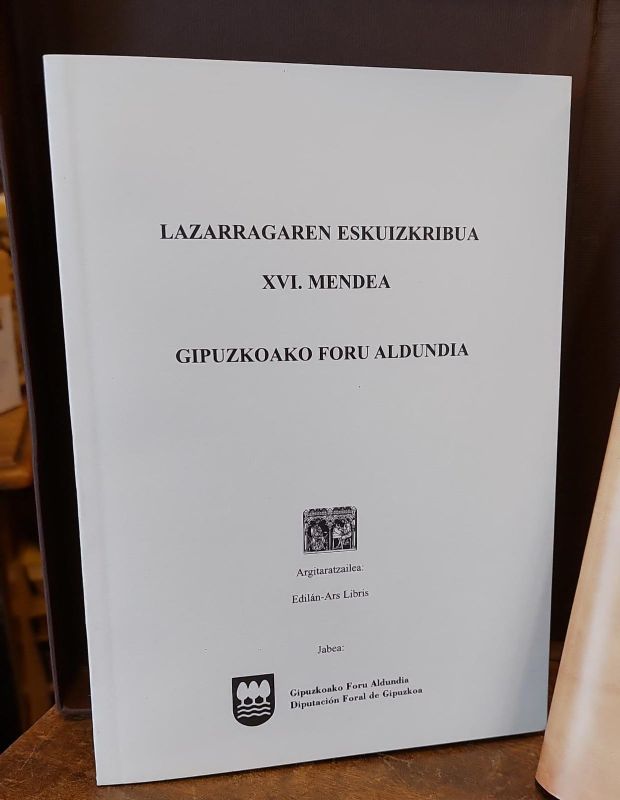 LAZARRAGAREN ESKUIZKRIBUA
XVI. MENDEA
GIPUZKOAKO FORU ALDUNDIA
Argitaratzailea:
Edilán-Ars Libris
Jabea:
Gipuzkoako Foru Aldundia
Diputación Foral de Gipuzkoa